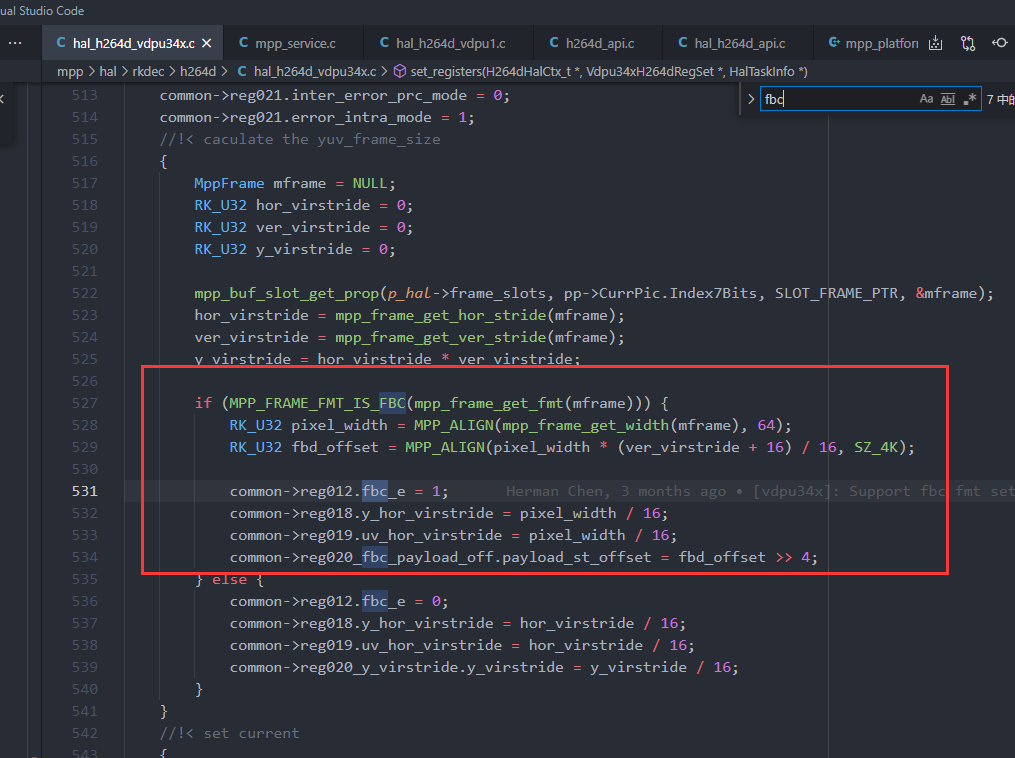 ual Studio Code
··· C hal_h264d_vdpu34x.c × C mpp_service.c C hal_h264d_vdpu1.c C h264d_api.c C hal_h264d_api.c C+ mpp_platfor
mpp > hal > rkdec > h264d > C hal_h264d_vdpu34x.c > set_registers(H264dHalCtx_t *, Vdpu34xH264dRegSet *, HalTaskInfo *)
fbc Aa Abl .* 7 中的
513 common->reg021.inter_error_prc_mode = 0;
514 common->reg021.error_intra_mode = 1;
515 //!< caculate the yuv_frame_size
516 {
517 MppFrame mframe = NULL;
518 RK_U32 hor_virstride = 0;
519 RK_U32 ver_virstride = 0;
520 RK_U32 y_virstride = 0;
521
522 mpp_buf_slot_get_prop(p_hal->frame_slots, pp->CurrPic.Index7Bits, SLOT_FRAME_PTR, &mframe);
523 hor_virstride = mpp_frame_get_hor_stride(mframe);
524 ver_virstride = mpp_frame_get_ver_stride(mframe);
525 y_virstride = hor_virstride * ver_virstride;
526
527 if (MPP_FRAME_FMT_IS_FBC(mpp_frame_get_fmt(mframe))) {
528 RK_U32 pixel_width = MPP_ALIGN(mpp_frame_get_width(mframe), 64);
529 RK_U32 fbd_offset = MPP_ALIGN(pixel_width * (ver_virstride + 16) / 16, SZ_4K);
530
531 common->reg012.fbc_e = 1; Herman Chen, 3 months ago • [vdpu34x]: Support fbc fmt set
532 common->reg018.y_hor_virstride = pixel_width / 16;
533 common->reg019.uv_hor_virstride = pixel_width / 16;
534 common->reg020_fbc_payload_off.payload_st_offset = fbd_offset >> 4;
535 } else {
536 common->reg012.fbc_e = 0;
537 common->reg018.y_hor_virstride = hor_virstride / 16;
538 common->reg019.uv_hor_virstride = hor_virstride / 16;
539 common->reg020_y_virstride.y_virstride = y_virstride / 16;
540 }
541 }
542 //!< set current
543 {